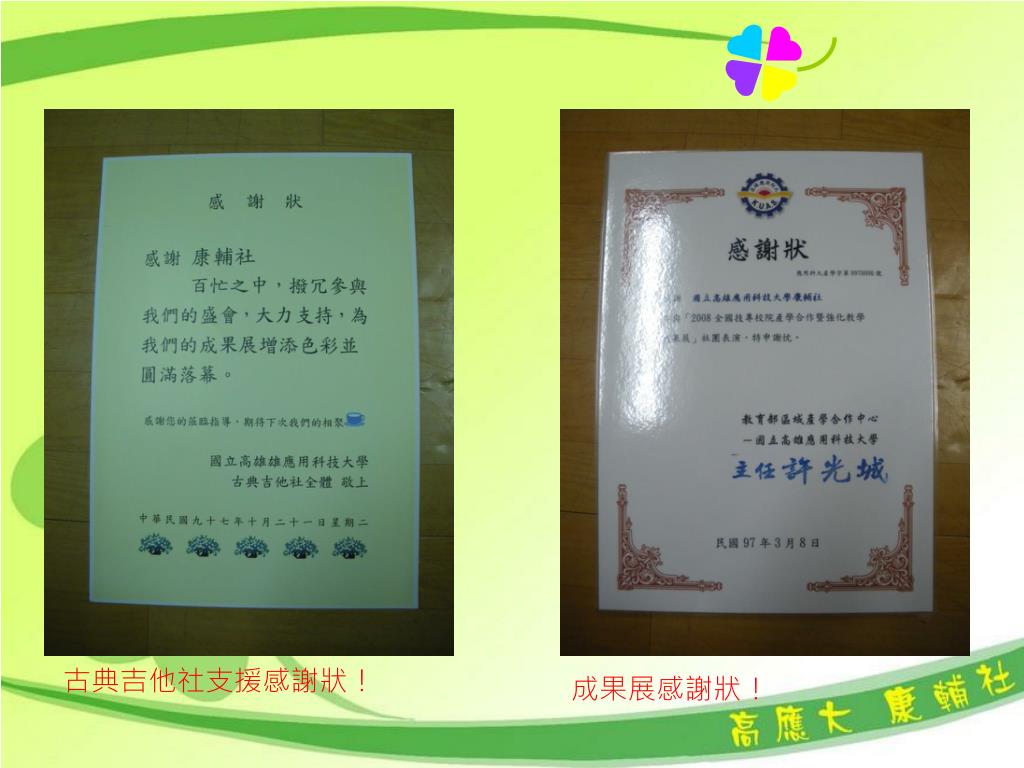 感 謝 狀
感謝 康輔社
百忙之中，撥冗參與
我們的盛會，大力支持，為
我們的成果展增添色彩並
圓滿落幕。
感謝您的蒞臨指導，期待下次我們的相聚
國立高雄雄應用科技大學
古典吉他社全體 敬上
中華民國九十七年十月二十一日星期二
古典吉他社支援感謝狀！
KUAS
感謝狀
國立高雄應用科技大學康輔社
「2008 全國技專校院產學合作暨強化教學
展」社團表演，特申謝忱。
教育部區域產學合作中心
－國立高雄應用科技大學
主任許光城
民國 97 年 3 月 8 日
成果展感謝狀！
高應大 康輔社